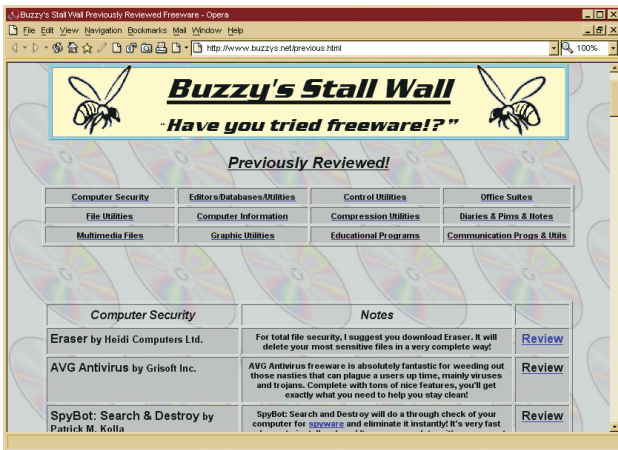 Buzzy's Stall Wall Previously Reviewed Freeware - Opera
File Edit View Navigation Bookmarks Mail Window Help
http://www.buzzys.net/previous.html 100%
Buzzy's Stall Wall
"Have you tried freeware!?"
Previously Reviewed!
Computer Security Editors/Databases/Utilities Control Utilities Office Suites
File Utilities Computer Information Compression Utilities Diaries & Pims & Notes
Multimedia Files Graphic Utilities Educational Programs Communication Progs & Utils
Computer Security Notes
Eraser by Heidi Computers Ltd.
For total file security, I suggest you download Eraser. It will
delete your most sensitive files in a very complete way!
Review
AVG Antivirus by Grisoft Inc.
AVG Antivirus freeware is absolutely fantastic for weeding out
those nasties that can plague a users up time, mainly viruses
and trojans. Complete with tons of nice features, you'll get
exactly what you need to help you stay clean!
Review
SpyBot: Search & Destroy by
Patrick M. Kolla
SpyBot: Search and Destroy will do a through check of your
computer for spyware and eliminate it instantly! It's very fast
Review